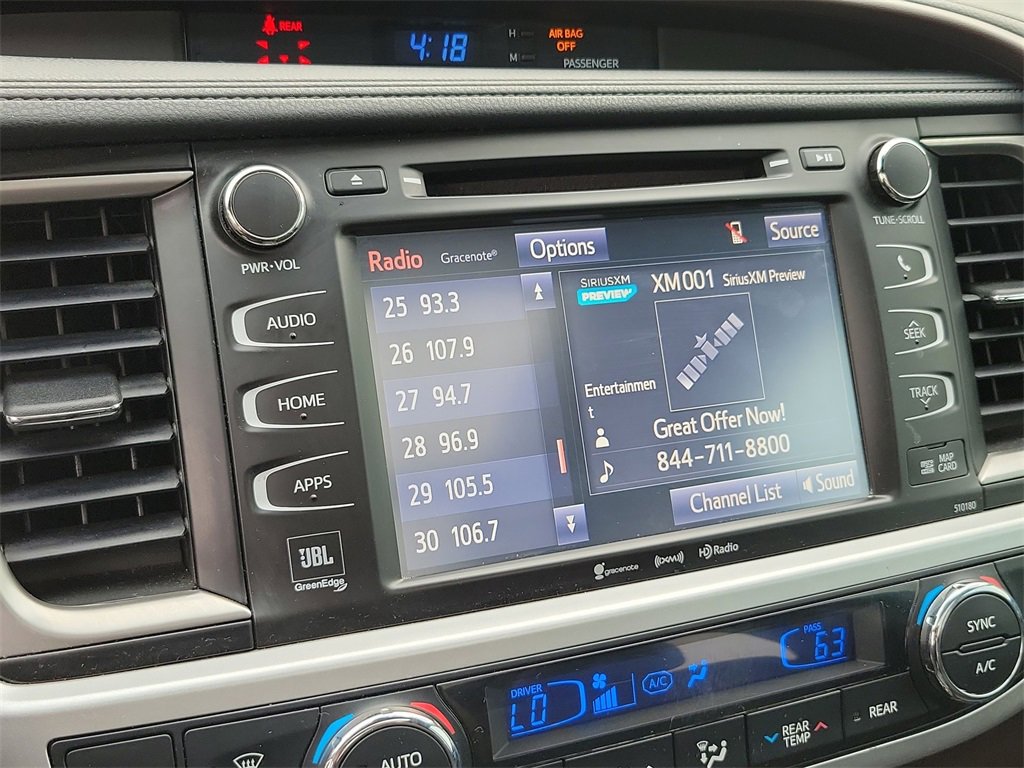 REAR
4:18
H
M
AIR BAG
OFF
PASSENGER
PWR·VOL
AUDIO
HOME
APPS
JBL
GreenEdge
Radio Gracenote®
Options
Source
25 93.3
26 107.9
27 94.7
28 96.9
29 105.5
30 106.7
SIRIUSXM
PREVIEW
XM001 SiriusXM Preview
Entertainmen
t
Great Offer Now!
844-711-8800
Channel List
Sound
gracenote
((XM))
HD Radio
TUNE·SCROLL
SEEK
TRACK
MAP
CARD
510180
DRIVER
LO
A/C
PASS
63
AUTO
REAR
TEMP
REAR
SYNC
A/C